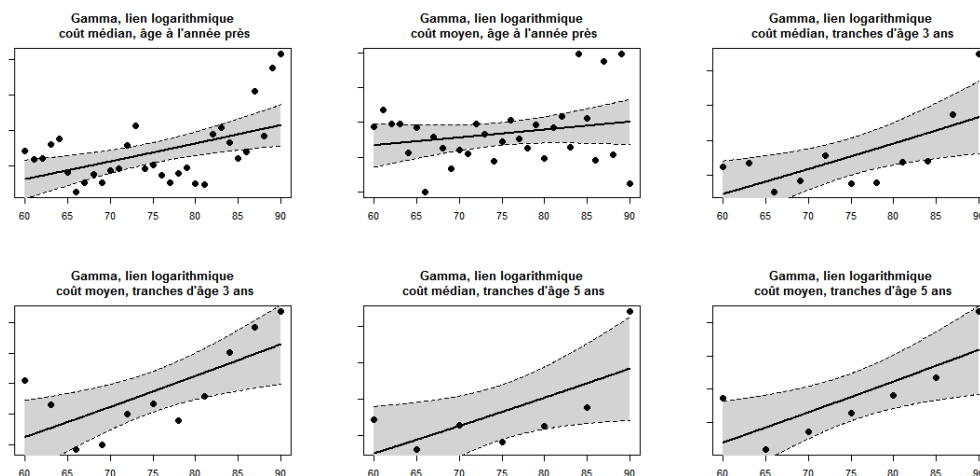 Gamma, lien logarithmique
coût médian, âge à l'année près
60 65 70 75 80 85 90
Gamma, lien logarithmique
coût moyen, âge à l'année près
60 65 70 75 80 85 90
Gamma, lien logarithmique
coût médian, tranches d'âge 3 ans
60 65 70 75 80 85 90
Gamma, lien logarithmique
coût moyen, tranches d'âge 3 ans
60 65 70 75 80 85 90
Gamma, lien logarithmique
coût médian, tranches d'âge 5 ans
60 65 70 75 80 85 90
Gamma, lien logarithmique
coût moyen, tranches d'âge 5 ans
60 65 70 75 80 85 90